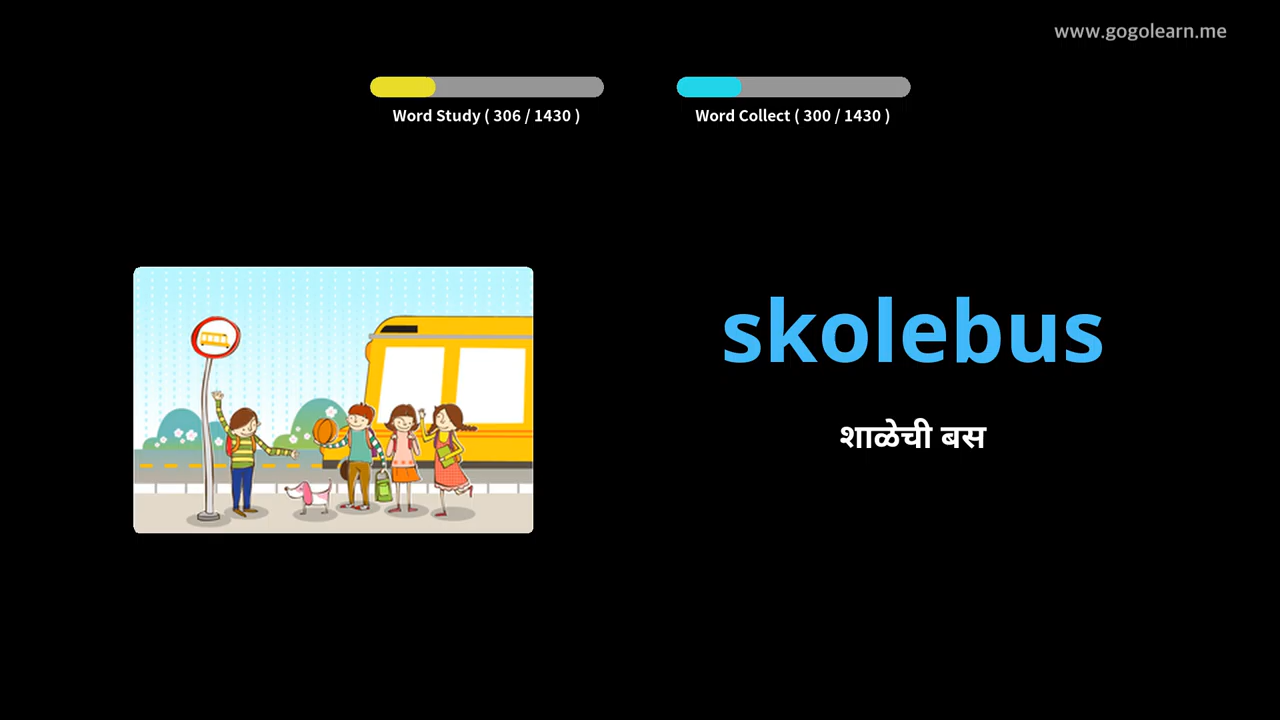 www.gogolearn.me
Word Study ( 306 / 1430 )
Word Collect ( 300 / 1430 )
skolebus
शाळेची बस